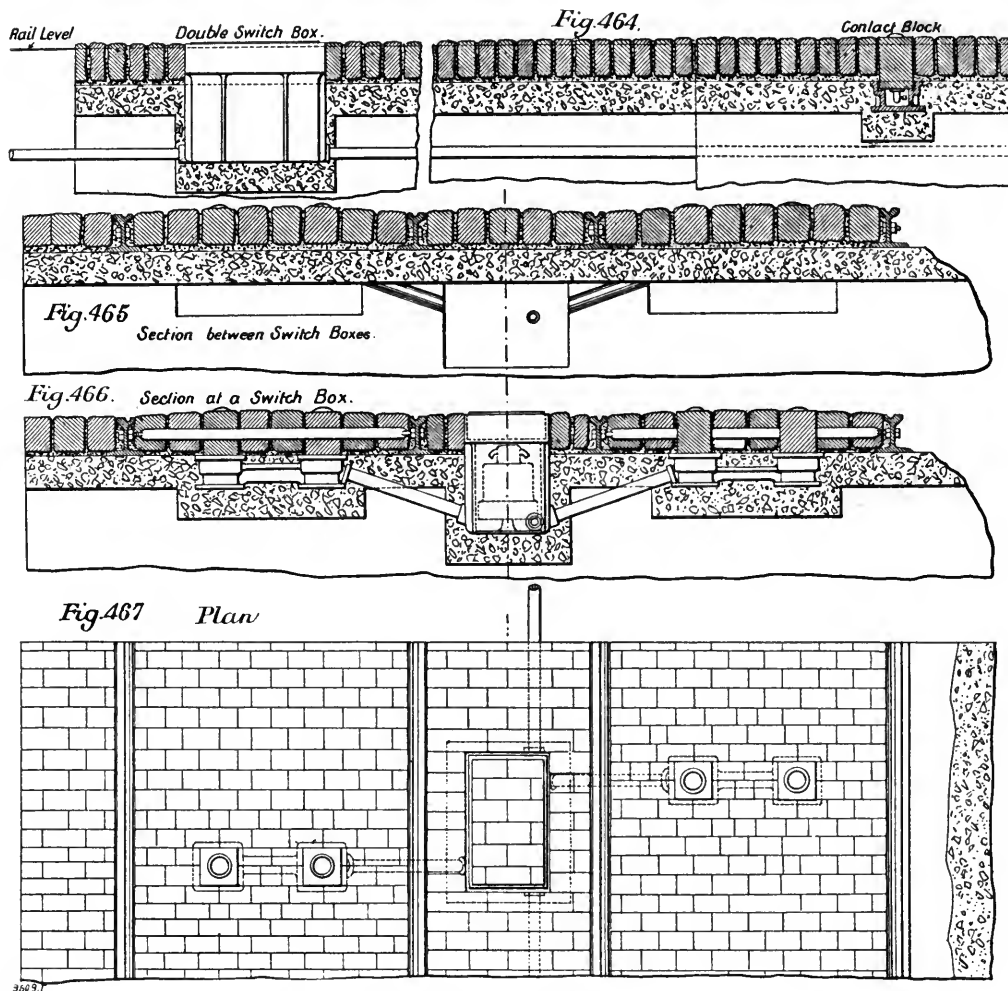 Fig. 464.
Rail Level
Double Switch Box.
Contact Block
Fig. 465
Section between Switch Boxes.
Fig. 466. Section at a Switch Box.
Fig. 467 Plan